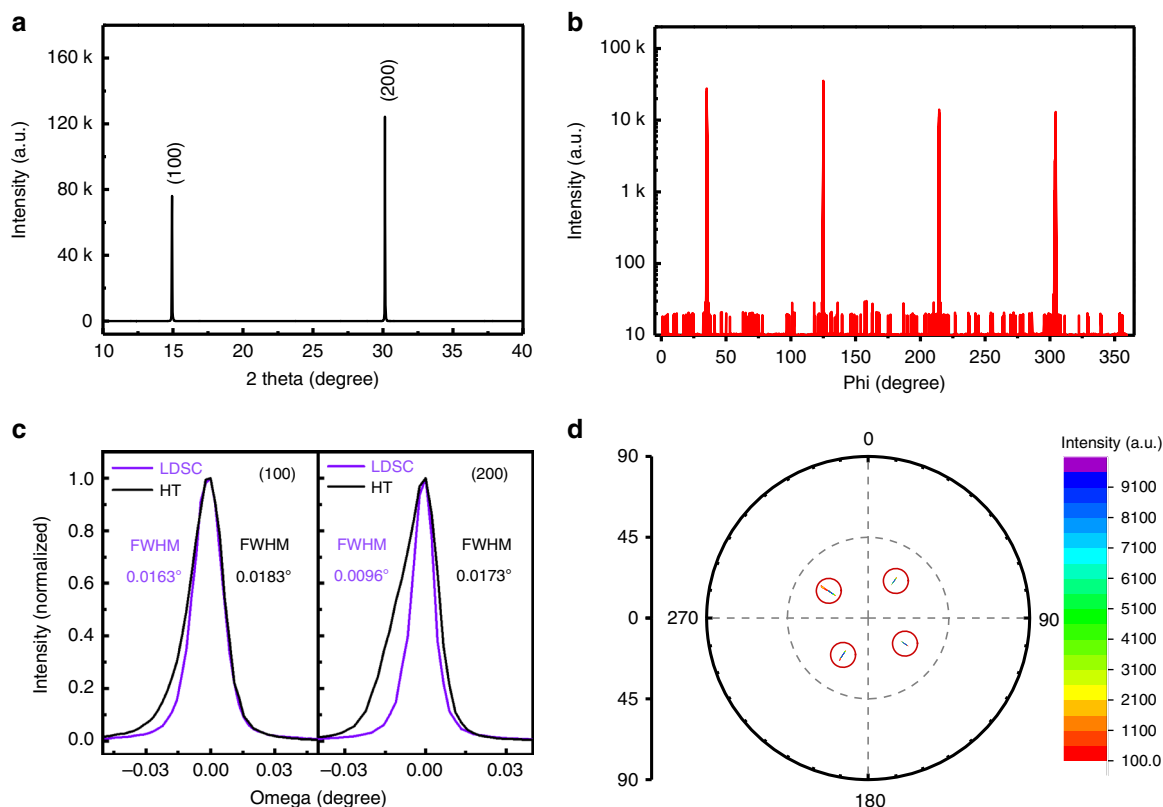 a
160 k
120 k
80 k
40 k
0
Intensity (a.u.)
(100)
(200)
10 15 20 25 30 35 40
2 theta (degree)
b
100 k
10 k
1 k
100
10
Intensity (a.u.)
0 50 100 150 200 250 300 350
Phi (degree)
c
1.0
0.8
0.6
0.4
0.2
0.0
Intensity (normalized)
LDSC (100)
HT
FWHM FWHM
0.0163° 0.0183°
LDSC (200)
HT
FWHM FWHM
0.0096° 0.0173°
−0.03 0.00 0.03 −0.03 0.00 0.03
Omega (degree)
d
0
90
45
0
45
90
270
90
180
Intensity (a.u.)
9100
8100
7100
6100
5100
4100
3100
2100
1100
100.0